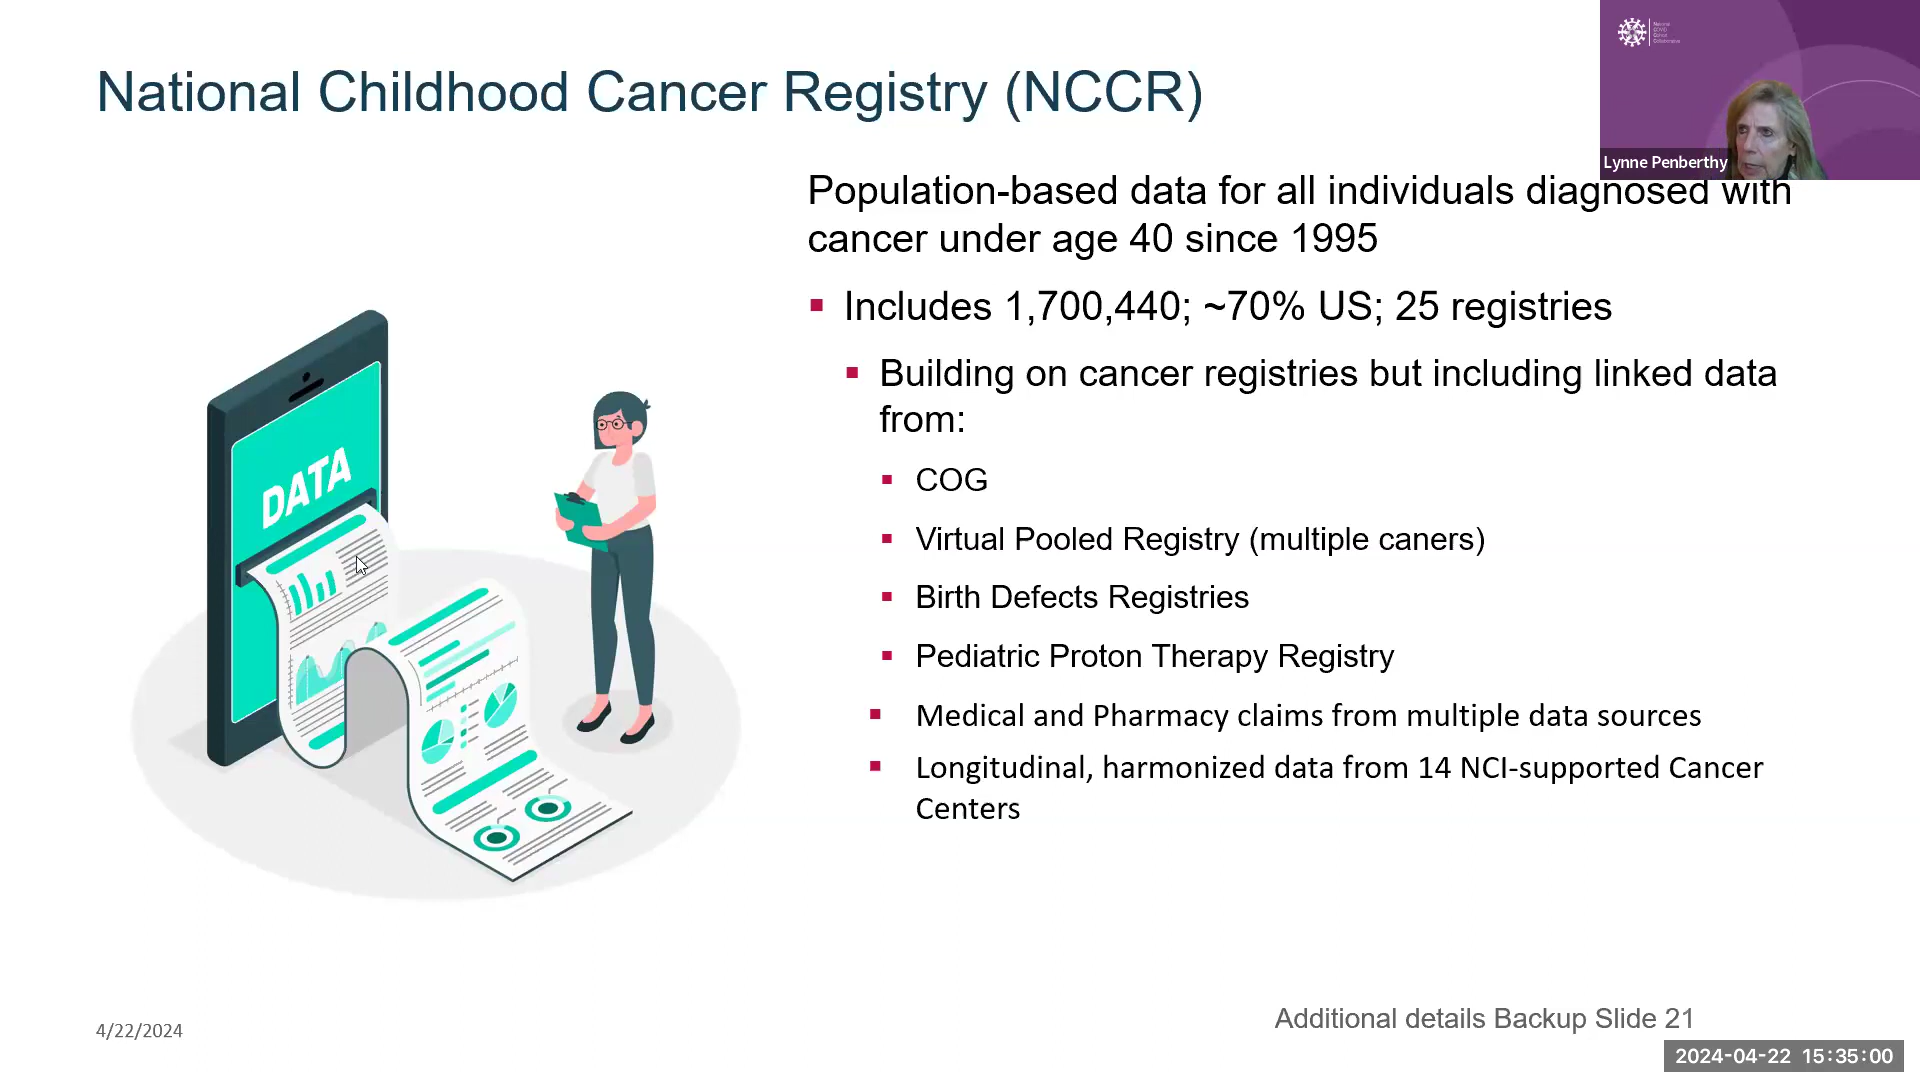 National Childhood Cancer Registry (NCCR)
National
COVID
Cohort
Collaborative
Lynne Penberthy
Population-based data for all individuals diagnosed with
cancer under age 40 since 1995
Includes 1,700,440; ~70% US; 25 registries
Building on cancer registries but including linked data
from:
COG
Virtual Pooled Registry (multiple caners)
Birth Defects Registries
Pediatric Proton Therapy Registry
Medical and Pharmacy claims from multiple data sources
Longitudinal, harmonized data from 14 NCI-supported Cancer
Centers
DATA
4/22/2024
Additional details Backup Slide 21
2024-04-22 15:35:00